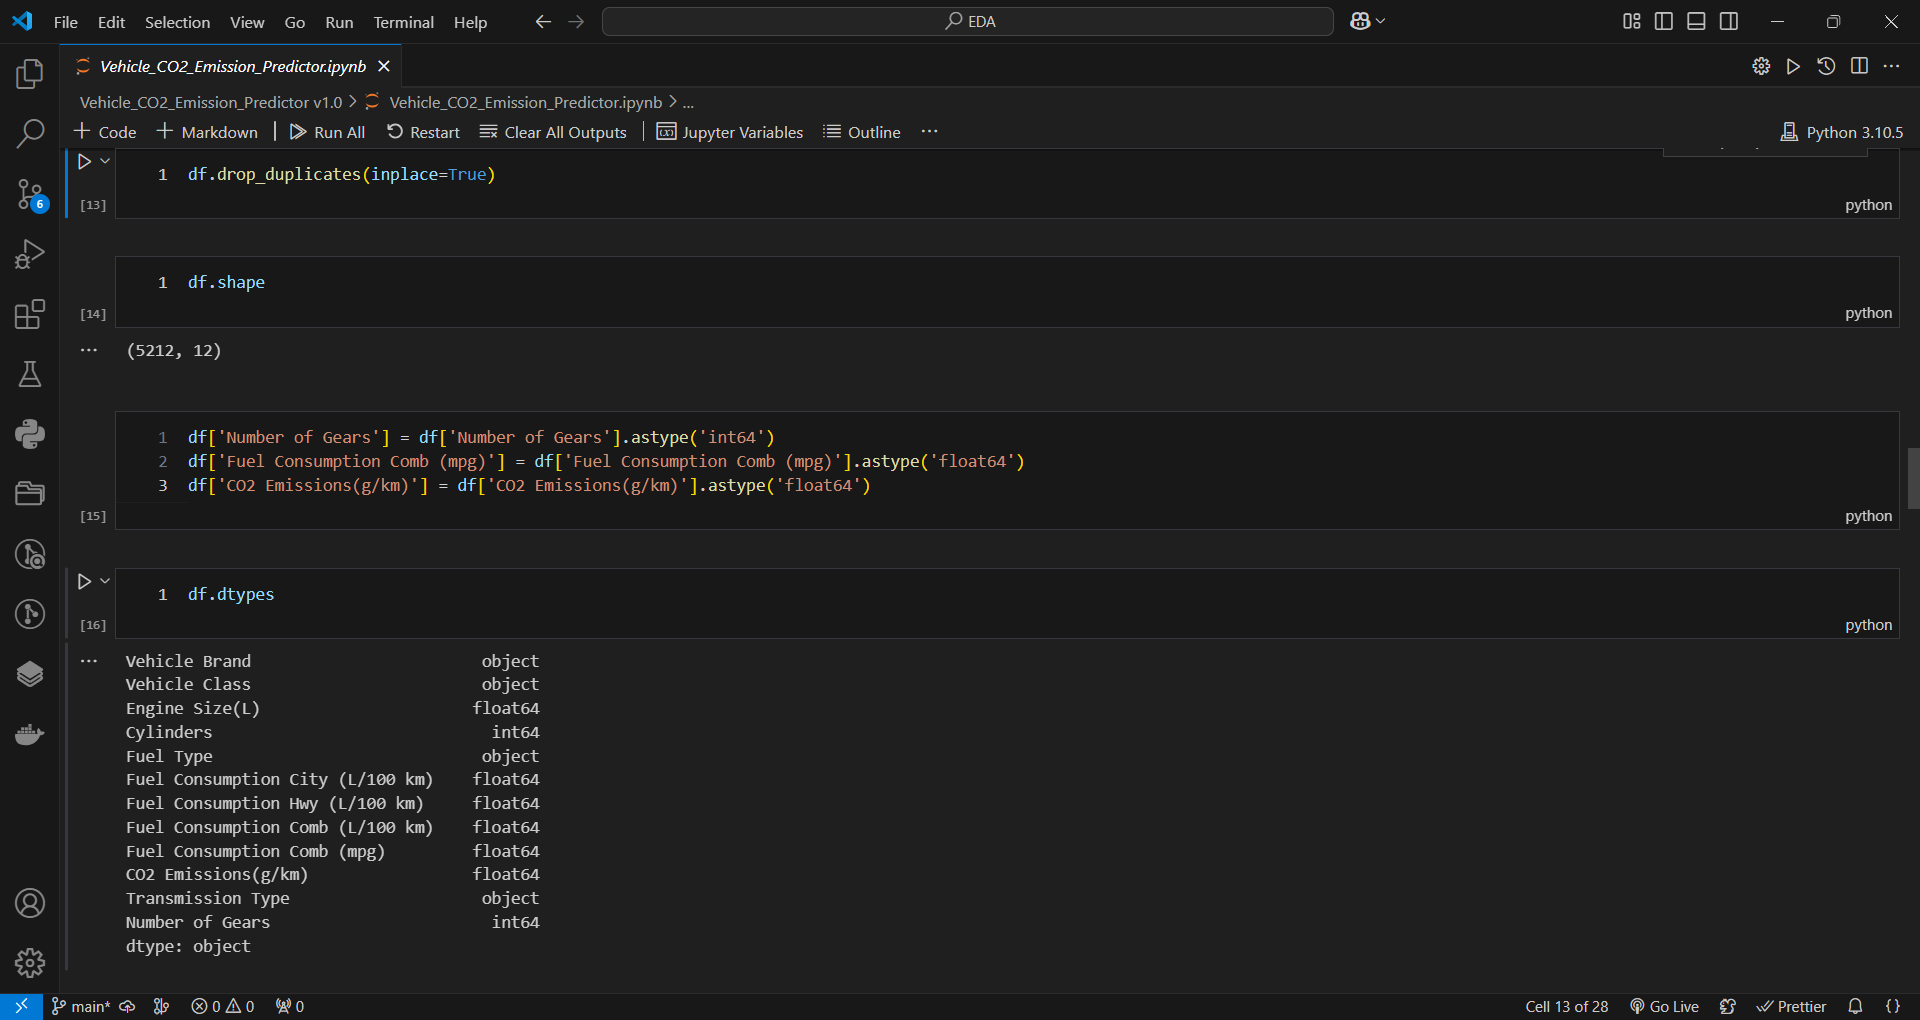 File Edit Selection View Go Run Terminal Help EDA
Vehicle_CO2_Emission_Predictor.ipynb
Vehicle_CO2_Emission_Predictor v1.0 > Vehicle_CO2_Emission_Predictor.ipynb > ...
+ Code + Markdown | Run All Restart Clear All Outputs | Jupyter Variables Outline ... Python 3.10.5
1 df.drop_duplicates(inplace=True)
[13] python
1 df.shape
[14] python
... (5212, 12)
1 df['Number of Gears'] = df['Number of Gears'].astype('int64')
2 df['Fuel Consumption Comb (mpg)'] = df['Fuel Consumption Comb (mpg)'].astype('float64')
3 df['CO2 Emissions(g/km)'] = df['CO2 Emissions(g/km)'].astype('float64')
[15] python
1 df.dtypes
[16] python
... Vehicle Brand object
Vehicle Class object
Engine Size(L) float64
Cylinders int64
Fuel Type object
Fuel Consumption City (L/100 km) float64
Fuel Consumption Hwy (L/100 km) float64
Fuel Consumption Comb (L/100 km) float64
Fuel Consumption Comb (mpg) float64
CO2 Emissions(g/km) float64
Transmission Type object
Number of Gears int64
dtype: object
6
main* 0 0 0 Cell 13 of 28 Go Live Prettier {}